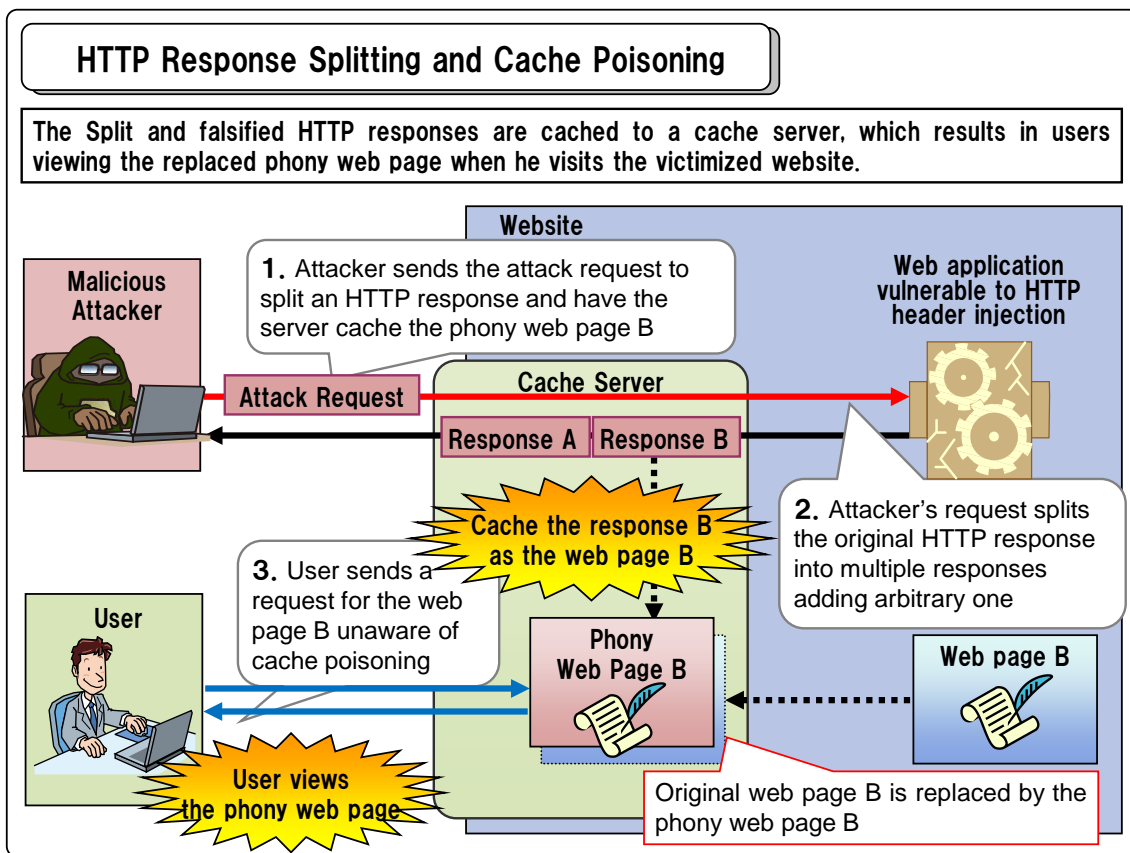 HTTP Response Splitting and Cache Poisoning
The Split and falsified HTTP responses are cached to a cache server, which results in users
viewing the replaced phony web page when he visits the victimized website.
Website
1. Attacker sends the attack request to
split an HTTP response and have the
server cache the phony web page B
Malicious
Attacker
Web application
vulnerable to HTTP
header injection
Cache Server
Attack Request
Response A
Response B
Cache the response B
as the web page B
2. Attacker’s request splits
the original HTTP response
into multiple responses
adding arbitrary one
3. User sends a
request for the web
page B unaware of
cache poisoning
User
Phony
Web Page B
Web page B
User views
the phony web page
Original web page B is replaced by the
phony web page B